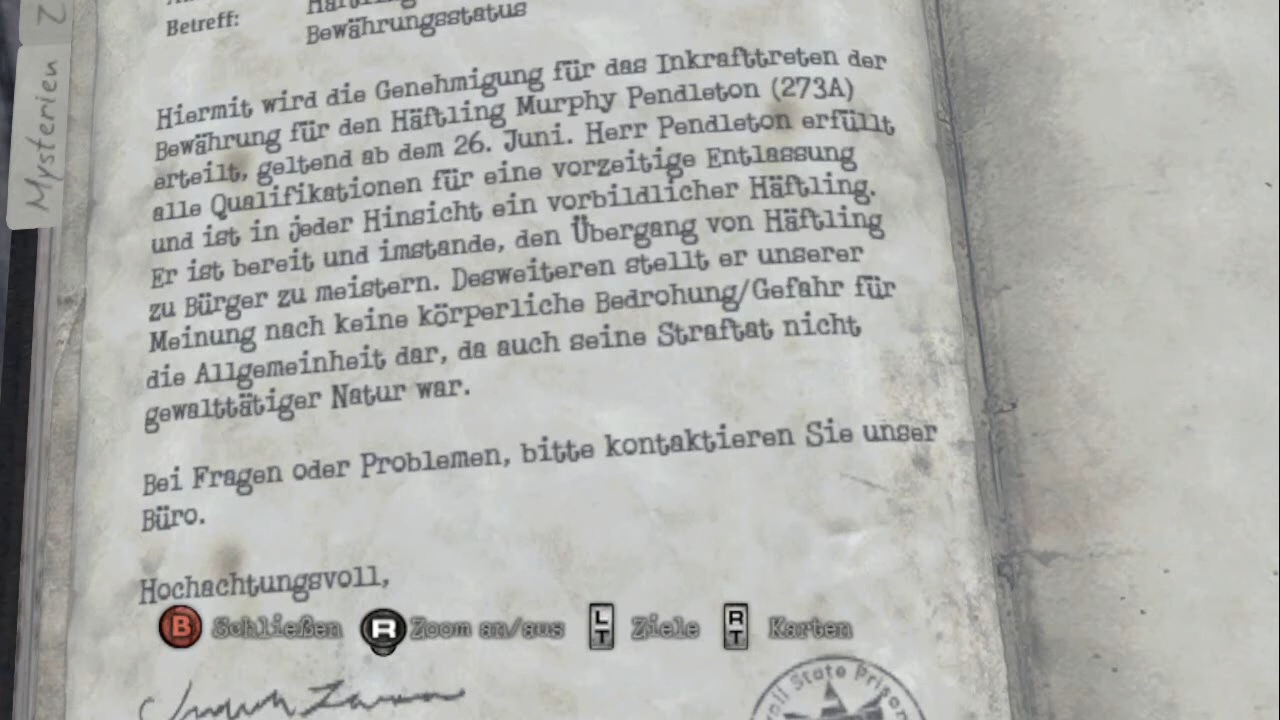 Betreff:
Bewährungsstatus
Mysterien
Z
Hiermit wird die Genehmigung für das Inkrafttreten der
Bewährung für den Häftling Murphy Pendleton (273A)
erteilt, geltend ab dem 26. Juni. Herr Pendleton erfüllt
alle Qualifikationen für eine vorzeitige Entlassung
und ist in jeder Hinsicht ein vorbildlicher Häftling.
Er ist bereit und imstande, den Übergang von Häftling
zu Bürger zu meistern. Desweiteren stellt er unserer
Meinung nach keine körperliche Bedrohung/Gefahr für
die Allgemeinheit dar, da auch seine Straftat nicht
gewalttätiger Natur war.
Bei Fragen oder Problemen, bitte kontaktieren Sie unser
Büro.
Hochachtungsvoll,
B Schließen R Zoom an/aus LT Ziele RT Karten
State Prison